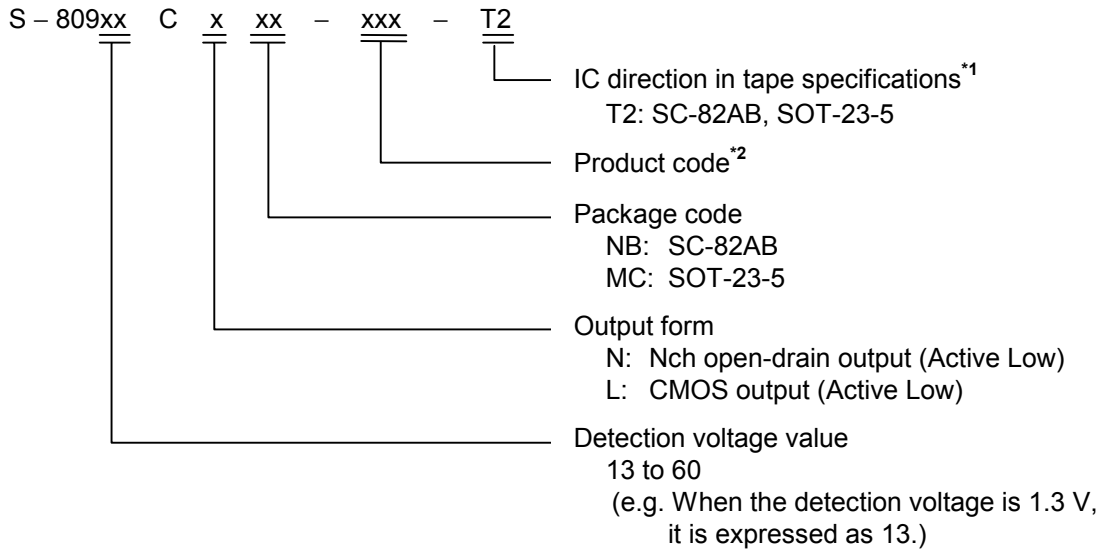 S – 809xx C x xx – xxx – T2
IC direction in tape specifications*1
T2: SC-82AB, SOT-23-5
Product code*2
Package code
NB: SC-82AB
MC: SOT-23-5
Output form
N: Nch open-drain output (Active Low)
L: CMOS output (Active Low)
Detection voltage value
13 to 60
(e.g. When the detection voltage is 1.3 V,
it is expressed as 13.)